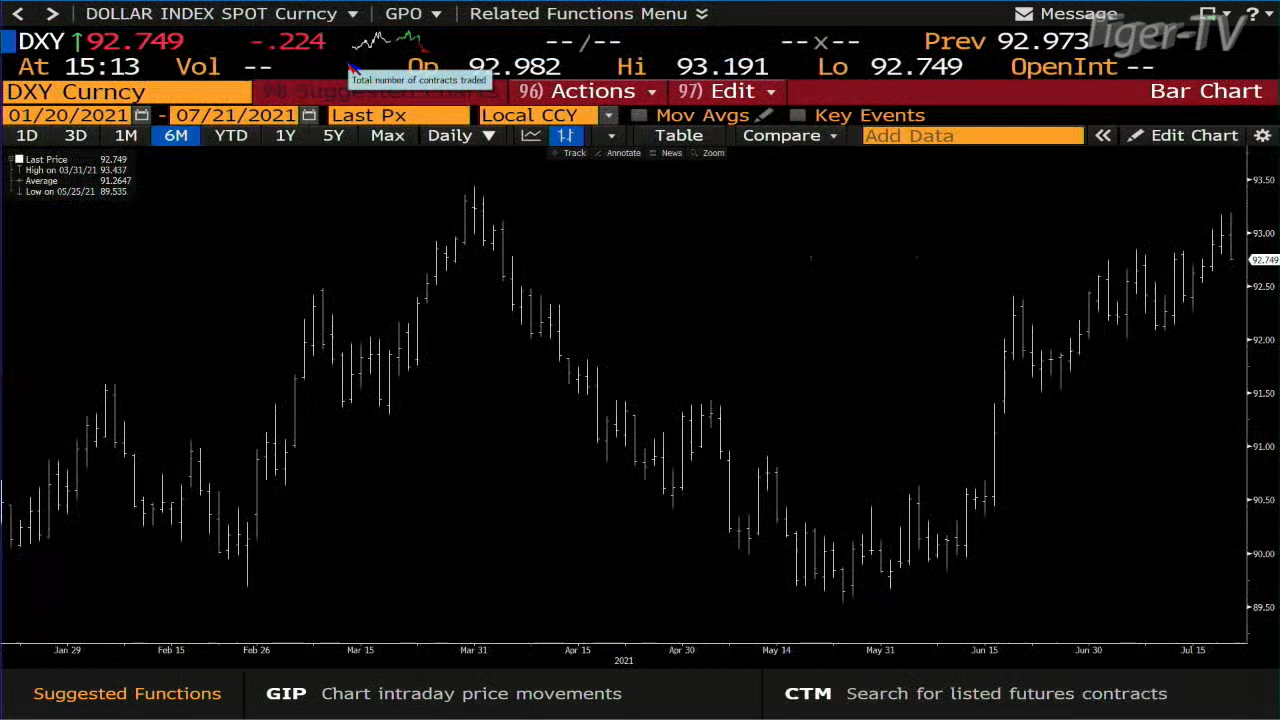 DOLLAR INDEX SPOT Curncy GPO Related Functions Menu Message ?
Tiger-TV
DXY ↑92.749 -.224 --/-- --x-- Prev 92.973
At 15:13 Vol -- Op 92.982 Hi 93.191 Lo 92.749 OpenInt --
Total number of contracts traded
DXY Curncy 96) Actions 97) Edit Bar Chart
01/20/2021 - 07/21/2021 Last Px Local CCY Mov Avgs Key Events
1D 3D 1M 6M YTD 1Y 5Y Max Daily ▼ Table Compare Add Data Edit Chart
Track Annotate News Zoom
Last Price 92.749
High on 03/31/21 93.437
Average 91.2647
Low on 05/25/21 89.535
93.50
93.00
92.749
92.50
92.00
91.50
91.00
90.50
90.00
89.50
Jan 29 Feb 15 Feb 26 Mar 15 Mar 31 Apr 15 Apr 30 May 14 May 31 Jun 15 Jun 30 Jul 15
2021
Suggested Functions GIP Chart intraday price movements CTM Search for listed futures contracts